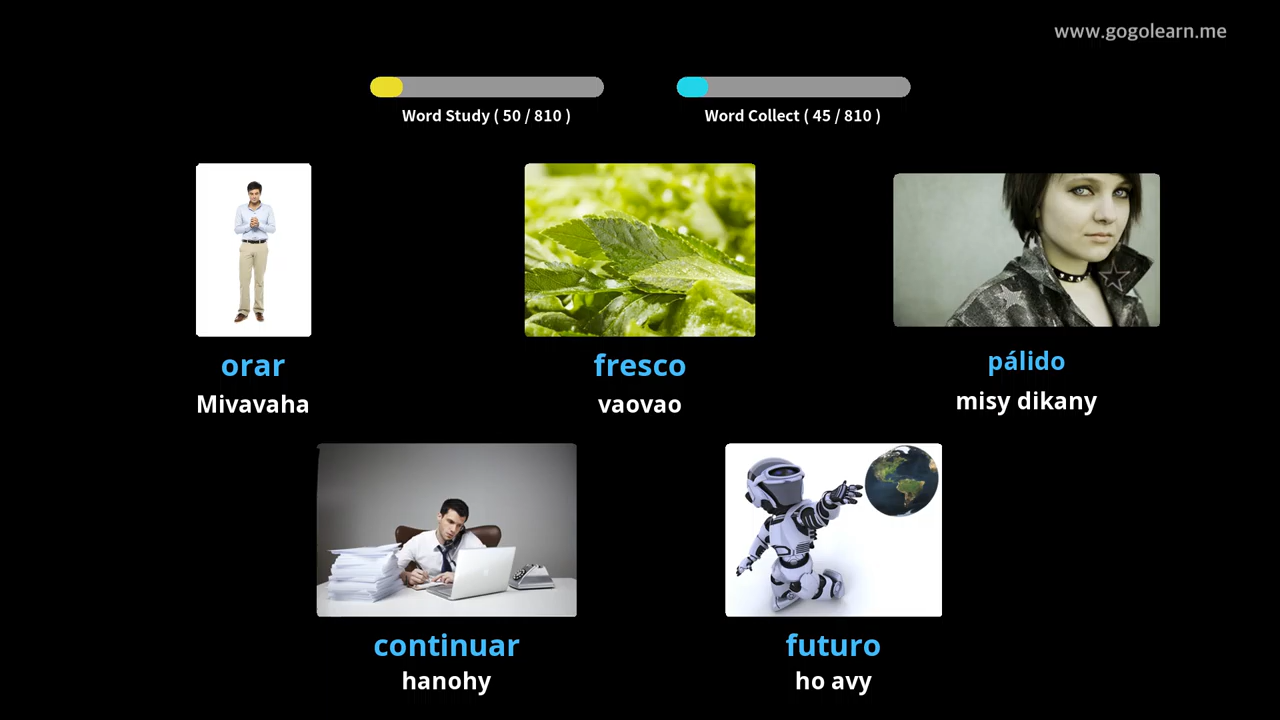 www.gogolearn.me
Word Study ( 50 / 810 )
Word Collect ( 45 / 810 )
orar
Mivavaha
fresco
vaovao
pálido
misy dikany
continuar
hanohy
futuro
ho avy